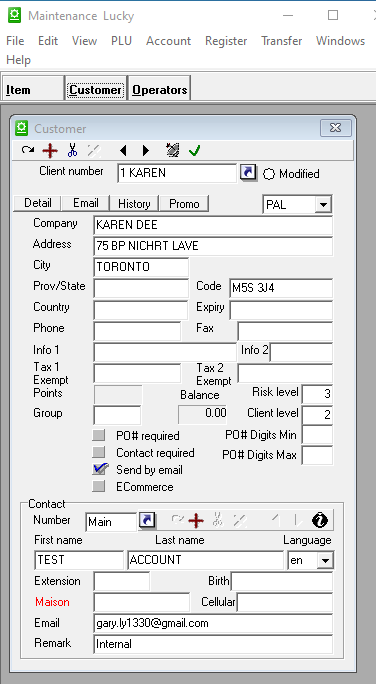 Maintenance Lucky
File Edit View PLU Account Register Transfer Windows
Help
Item Customer Operators
Customer
Client number 1 KAREN Modified
Detail Email History Promo PAL
Company KAREN DEE
Address 75 BP NICHRT LAVE
City TORONTO
Prov/State Code M5S 3J4
Country Expiry
Phone Fax
Info 1 Info 2
Tax 1 Exempt Tax 2 Exempt
Points Balance Risk level 3
Group 0.00 Client level 2
PO# required PO# Digits Min
Contact required PO# Digits Max
Send by email
ECommerce
Contact
Number Main
First name Last name Language
TEST ACCOUNT en
Extension Birth
Maison Cellular
Email gary.ly1330@gmail.com
Remark Internal